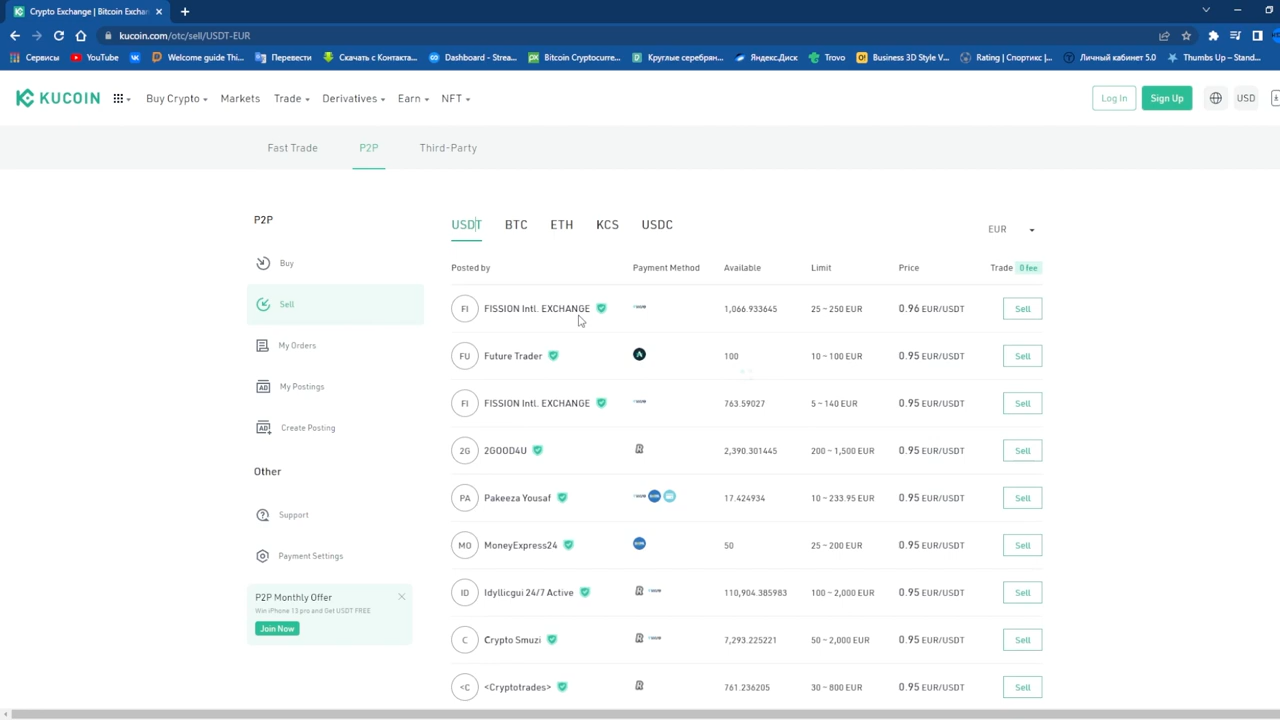 Crypto Exchange | Bitcoin Exchan
kucoin.com/otc/sell/USDT-EUR
Сервисы YouTube Welcome guide Thi... Перевести Скачать с Контакта... Dashboard - Strea... Bitcoin Cryptocurre... Круглые серебрян... Яндекс.Диск Trovo Business 3D Style V... Rating | Спортикс |... Личный кабинет 5.0 Thumbs Up – Stand...
KUCOIN Buy Crypto Markets Trade Derivatives Earn NFT Log In Sign Up USD
Fast Trade P2P Third-Party
P2P
Buy
Sell
My Orders
My Postings
Create Posting
Other
Support
Payment Settings
P2P Monthly Offer
Win iPhone 13 pro and Get USDT FREE
Join Now
USDT BTC ETH KCS USDC EUR
Posted by Payment Method Available Limit Price Trade 0 fee
FI FISSION Intl. EXCHANGE 1,066.933645 25 ~ 250 EUR 0.96 EUR/USDT Sell
FU Future Trader 100 10 ~ 100 EUR 0.95 EUR/USDT Sell
FI FISSION Intl. EXCHANGE 763.59027 5 ~ 140 EUR 0.95 EUR/USDT Sell
2G 2GOOD4U 2,390.301445 200 ~ 1,500 EUR 0.95 EUR/USDT Sell
PA Pakeeza Yousaf 17.424934 10 ~ 233.95 EUR 0.95 EUR/USDT Sell
MO MoneyExpress24 50 25 ~ 200 EUR 0.95 EUR/USDT Sell
ID Idyllicgui 24/7 Active 110,904.385983 100 ~ 2,000 EUR 0.95 EUR/USDT Sell
C Crypto Smuzi 7,293.225221 50 ~ 2,000 EUR 0.95 EUR/USDT Sell
<C <Cryptotrades> 761.236205 30 ~ 800 EUR 0.95 EUR/USDT Sell